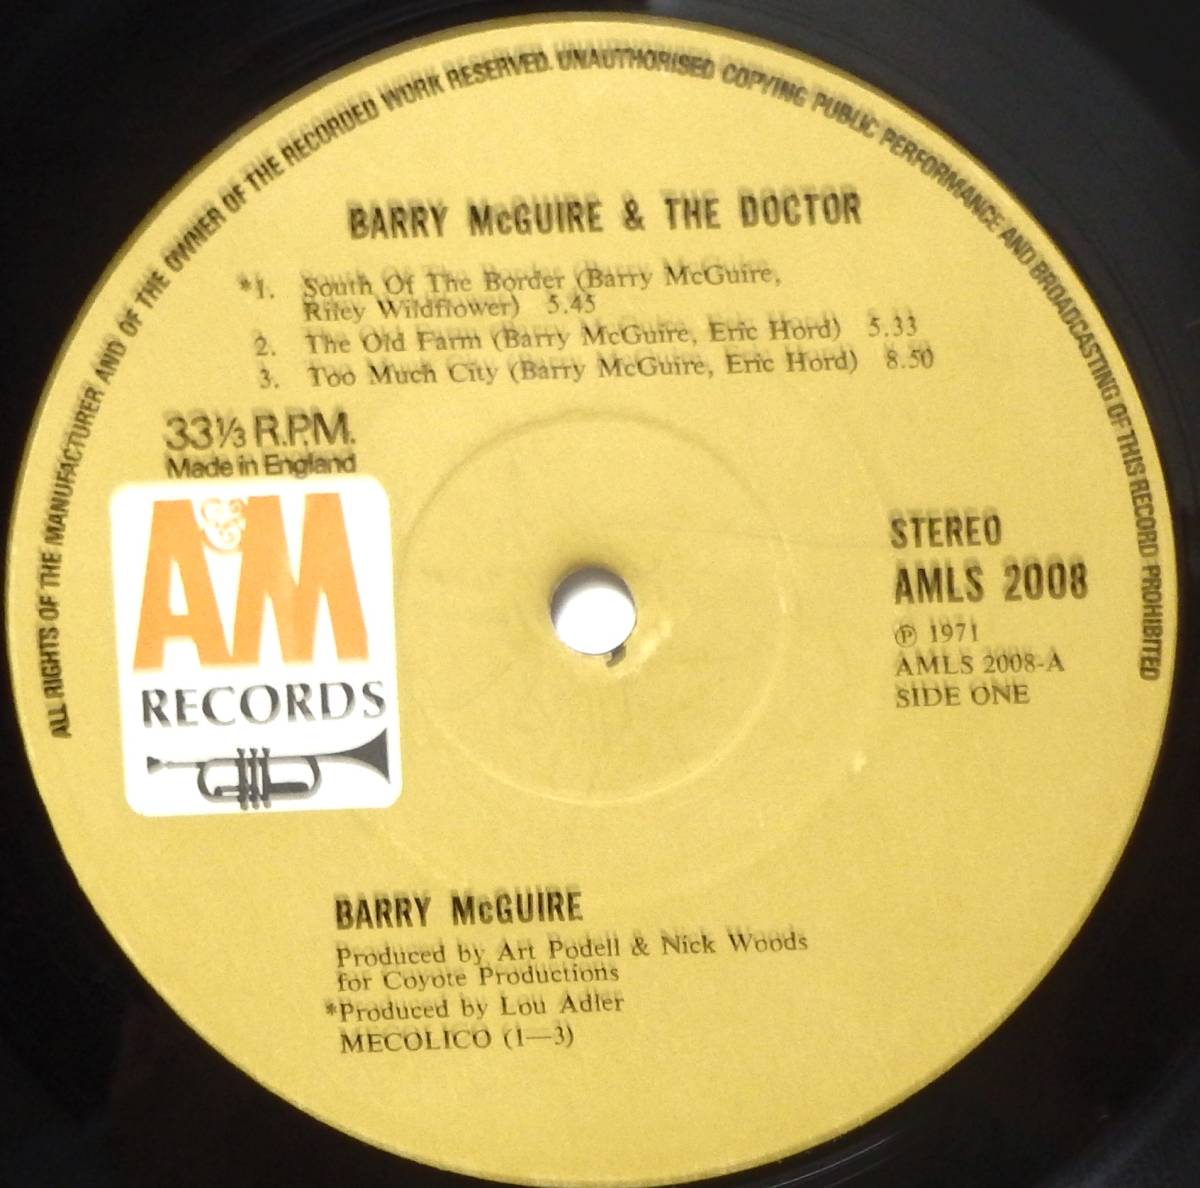 ALL RIGHTS OF THE MANUFACTURER AND OF THE OWNER OF THE RECORDED WORK RESERVED. UNAUTHORISED COPYING PUBLIC PERFORMANCE AND BROADCASTING OF THIS RECORD PROHIBITED
BARRY McGUIRE & THE DOCTOR
*1. South Of The Border (Barry McGuire,
Riley Wildflower) 5.45
2. The Old Farm (Barry McGuire, Eric Hord) 5.33
3. Too Much City (Barry McGuire, Eric Hord) 8.50
33⅓ R.P.M.
Made in England
A&M
RECORDS
STEREO
AMLS 2008
℗ 1971
AMLS 2008-A
SIDE ONE
BARRY McGUIRE
Produced by Art Podell & Nick Woods
for Coyote Productions
*Produced by Lou Adler
MECOLICO (1—3)